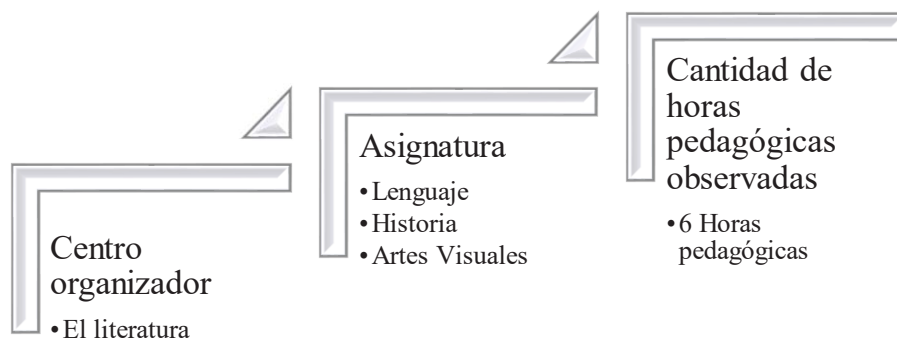 Centro
organizador
• El literatura
Asignatura
• Lenguaje
• Historia
• Artes Visuales
Cantidad de
horas
pedagógicas
observadas
• 6 Horas
pedagógicas